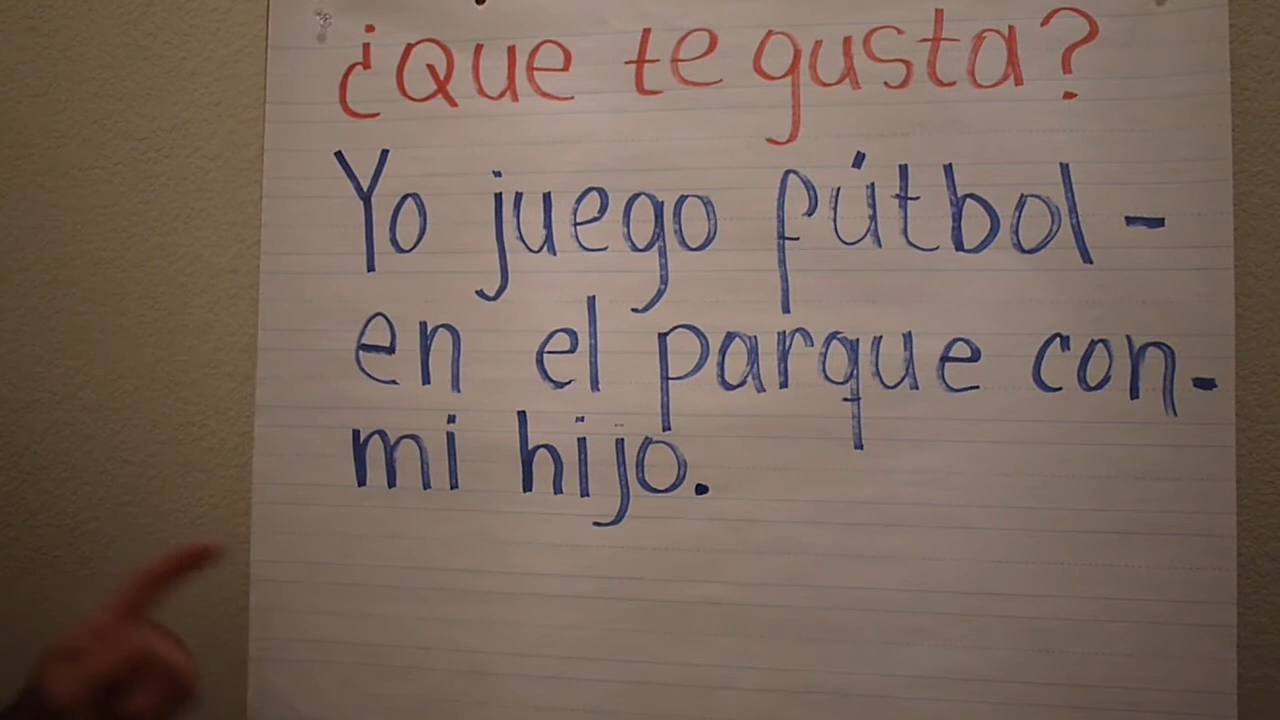 ¿Que te gusta?
Yo juego fútbol -
en el parque con -
mi hijo.